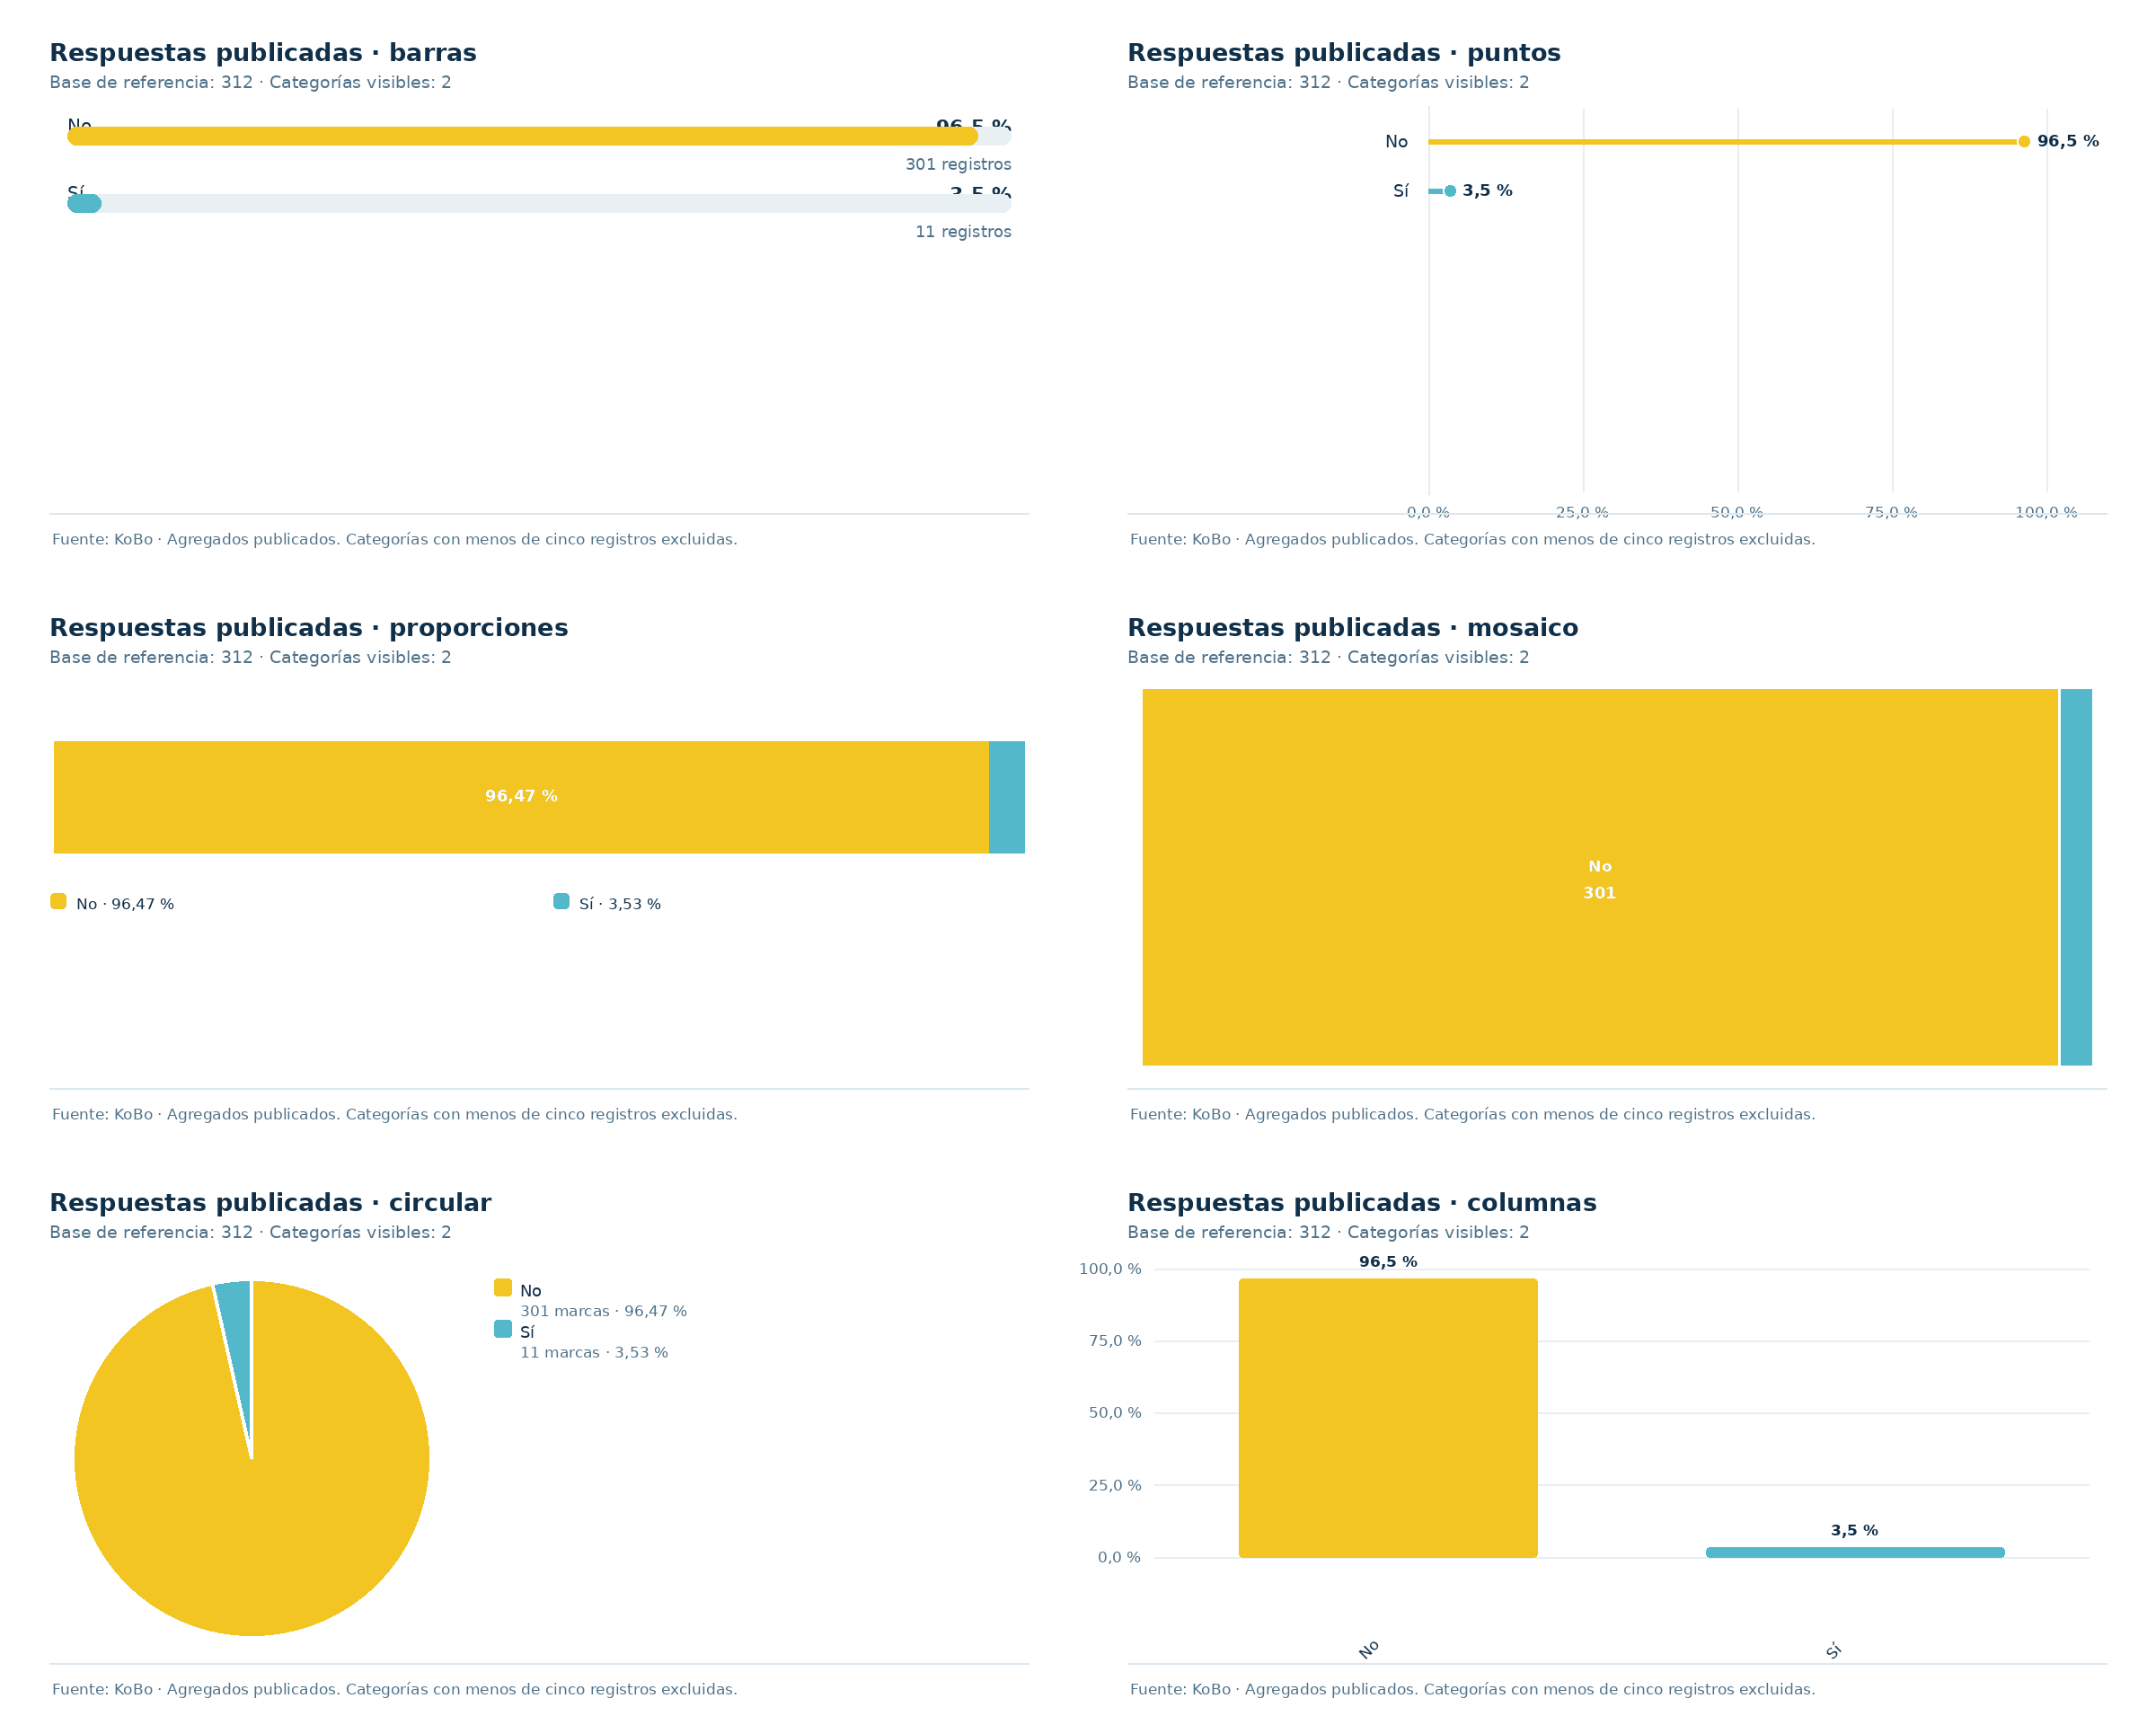 Respuestas publicadas · barras
Base de referencia: 312 · Categorías visibles: 2
No
96,5 %
301 registros
Sí
3,5 %
11 registros
Fuente: KoBo · Agregados publicados. Categorías con menos de cinco registros excluidas.
Respuestas publicadas · puntos
Base de referencia: 312 · Categorías visibles: 2
No
96,5 %
Sí
3,5 %
0,0 %
25,0 %
50,0 %
75,0 %
100,0 %
Fuente: KoBo · Agregados publicados. Categorías con menos de cinco registros excluidas.
Respuestas publicadas · proporciones
Base de referencia: 312 · Categorías visibles: 2
96,47 %
No · 96,47 %
Sí · 3,53 %
Fuente: KoBo · Agregados publicados. Categorías con menos de cinco registros excluidas.
Respuestas publicadas · mosaico
Base de referencia: 312 · Categorías visibles: 2
No
301
Fuente: KoBo · Agregados publicados. Categorías con menos de cinco registros excluidas.
Respuestas publicadas · circular
Base de referencia: 312 · Categorías visibles: 2
No
301 marcas · 96,47 %
Sí
11 marcas · 3,53 %
Fuente: KoBo · Agregados publicados. Categorías con menos de cinco registros excluidas.
Respuestas publicadas · columnas
Base de referencia: 312 · Categorías visibles: 2
96,5 %
100,0 %
75,0 %
50,0 %
25,0 %
3,5 %
0,0 %
No
Sí
Fuente: KoBo · Agregados publicados. Categorías con menos de cinco registros excluidas.